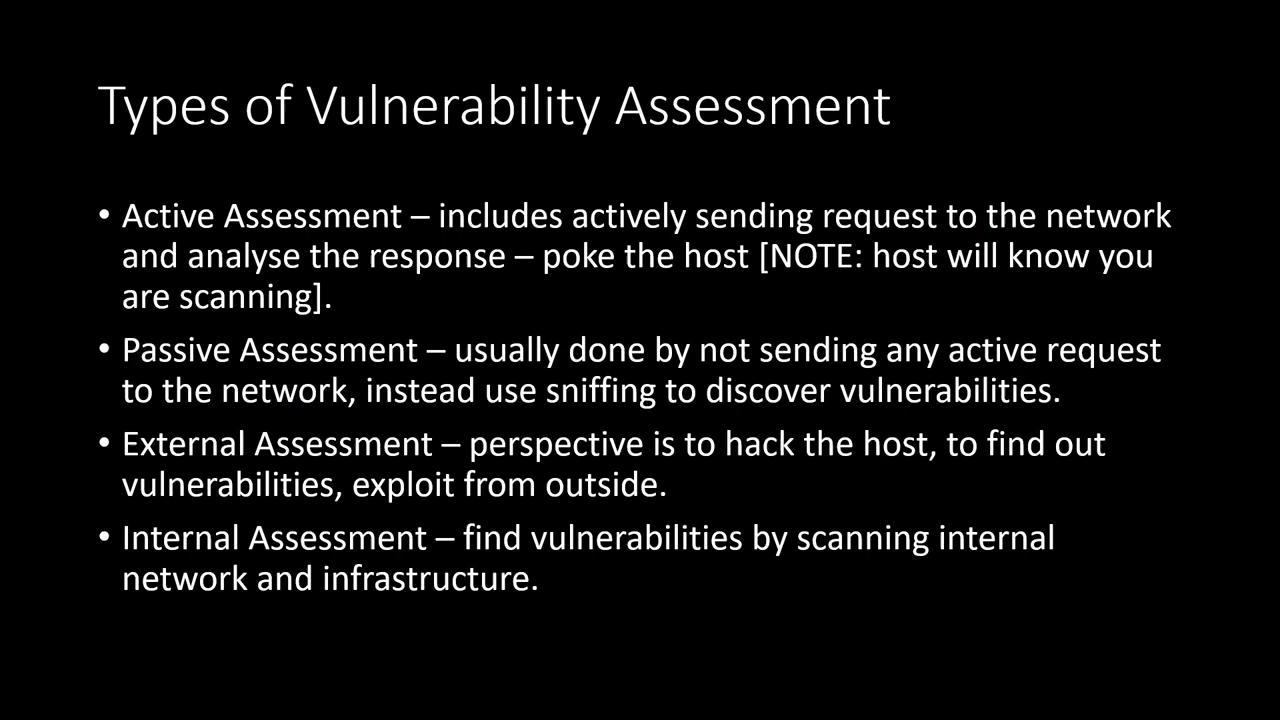 Types of Vulnerability Assessment
• Active Assessment – includes actively sending request to the network
and analyse the response – poke the host [NOTE: host will know you
are scanning].
• Passive Assessment – usually done by not sending any active request
to the network, instead use sniffing to discover vulnerabilities.
• External Assessment – perspective is to hack the host, to find out
vulnerabilities, exploit from outside.
• Internal Assessment – find vulnerabilities by scanning internal
network and infrastructure.